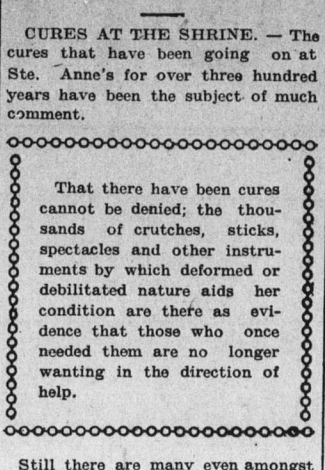 CURES AT THE SHRINE. — The
cures that have been going on at
Ste. Anne's for over three hundred
years have been the subject of much
comment.
That there have been cures
cannot be denied; the thou-
sands of crutches, sticks,
spectacles and other instru-
ments by which deformed or
debilitated nature aids her
condition are there as evi-
dence that those who once
needed them are no longer
wanting in the direction of
help.
Still there are many even amongst